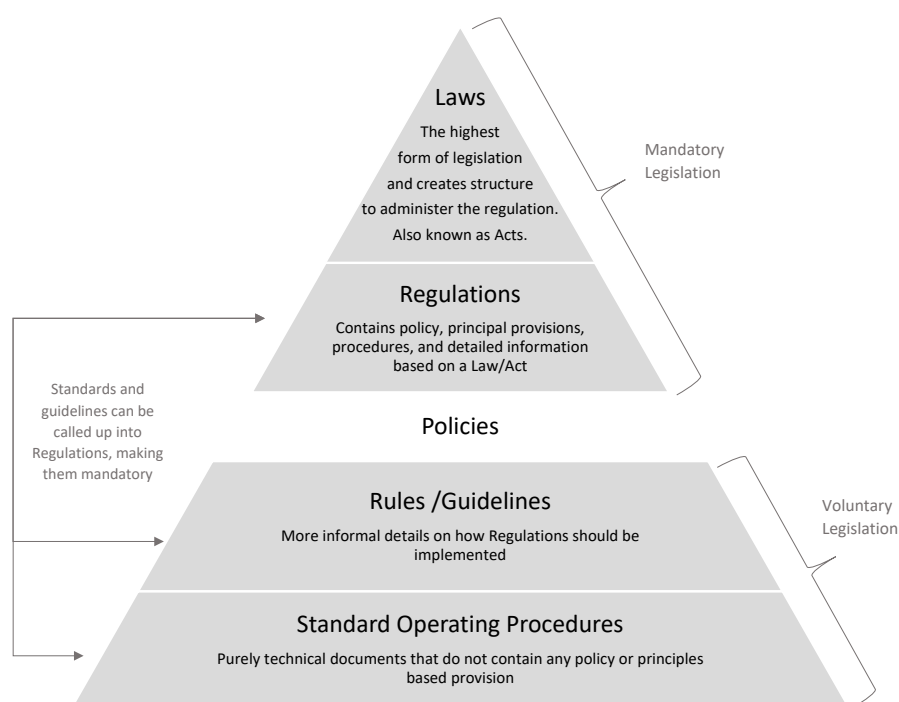 Laws
The highest
form of legislation
and creates structure
to administer the regulation.
Also known as Acts.
Mandatory
Legislation
Regulations
Contains policy, principal provisions,
procedures, and detailed information
based on a Law/Act
Standards and
guidelines can be
called up into
Regulations, making
them mandatory
Policies
Rules /Guidelines
More informal details on how Regulations should be
implemented
Voluntary
Legislation
Standard Operating Procedures
Purely technical documents that do not contain any policy or principles
based provision